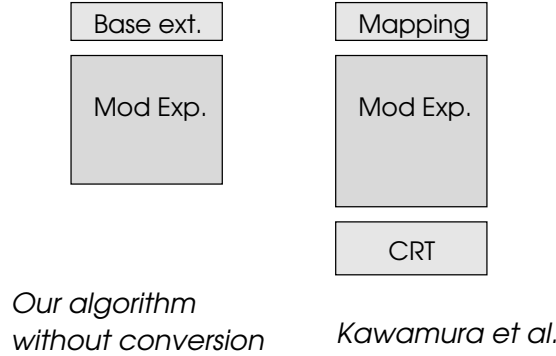 Base ext.
Mod Exp.
Our algorithm
without conversion
Mapping
Mod Exp.
CRT
Kawamura et al.